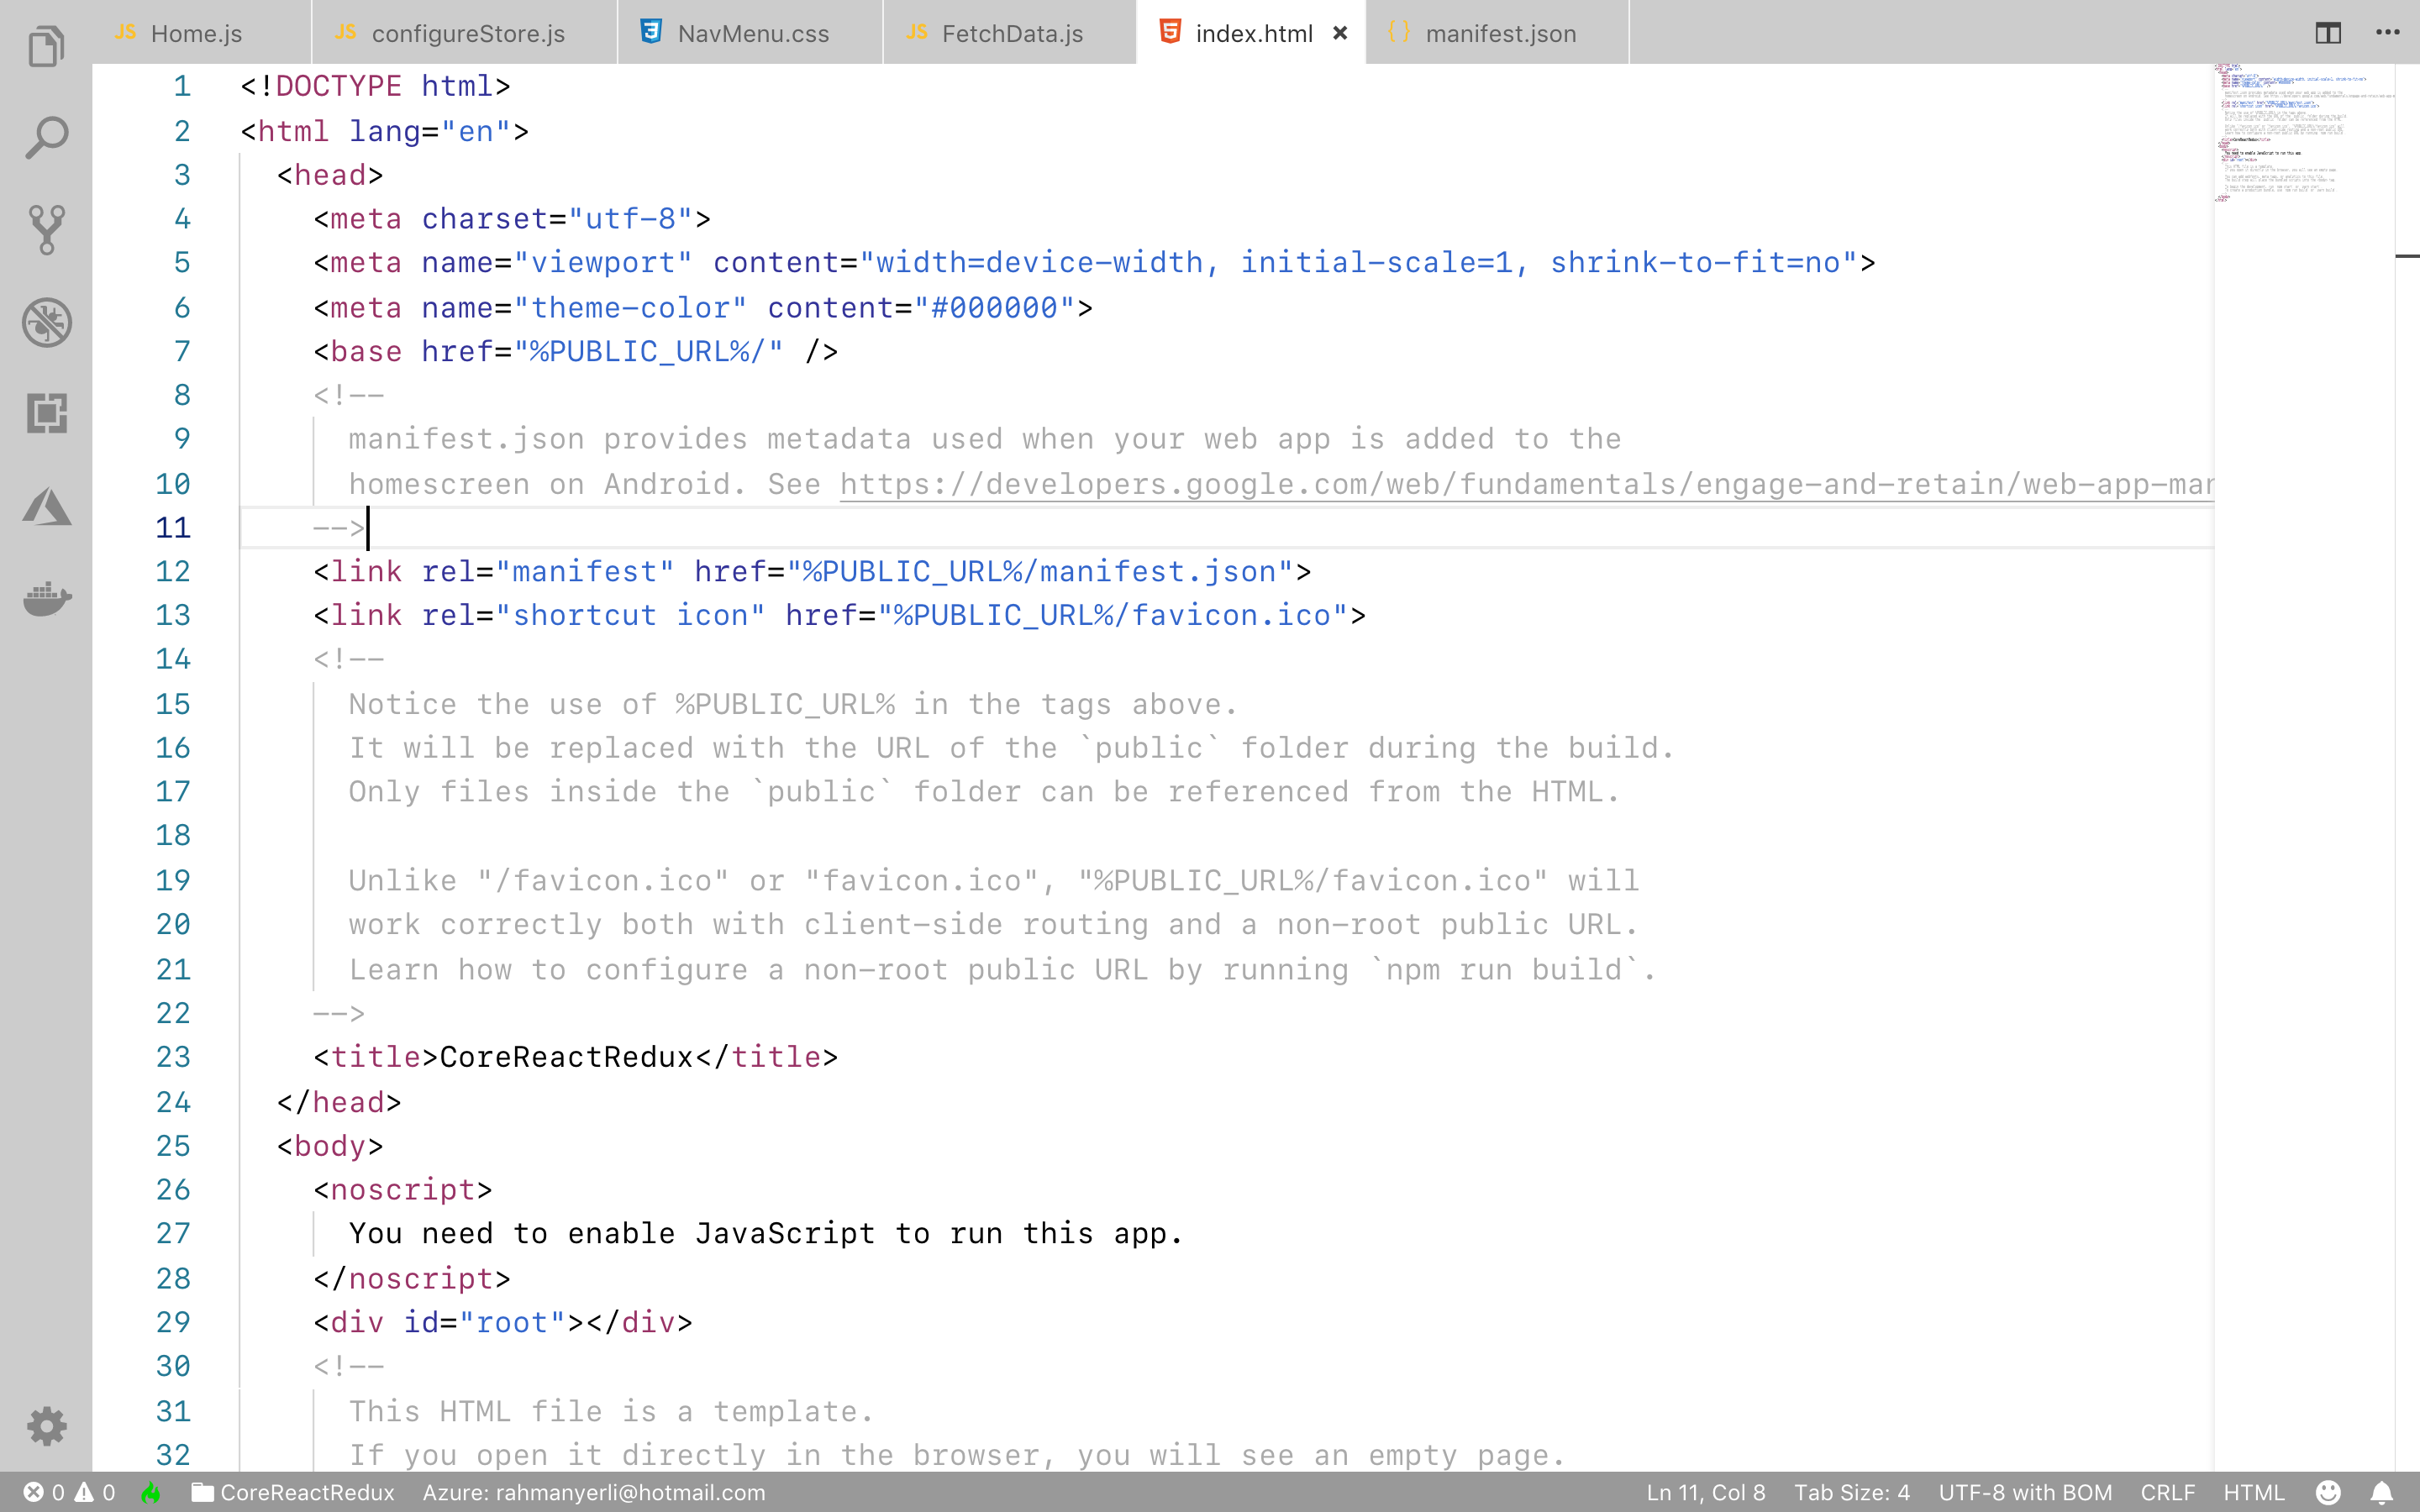 JS Home.js JS configureStore.js NavMenu.css JS FetchData.js index.html × {} manifest.json
1 <!DOCTYPE html>
2 <html lang="en">
3 <head>
4 <meta charset="utf-8">
5 <meta name="viewport" content="width=device-width, initial-scale=1, shrink-to-fit=no">
6 <meta name="theme-color" content="#000000">
7 <base href="%PUBLIC_URL%/" />
8 <!--
9 manifest.json provides metadata used when your web app is added to the
10 homescreen on Android. See https://developers.google.com/web/fundamentals/engage-and-retain/web-app-man
11 -->
12 <link rel="manifest" href="%PUBLIC_URL%/manifest.json">
13 <link rel="shortcut icon" href="%PUBLIC_URL%/favicon.ico">
14 <!--
15 Notice the use of %PUBLIC_URL% in the tags above.
16 It will be replaced with the URL of the `public` folder during the build.
17 Only files inside the `public` folder can be referenced from the HTML.
18
19 Unlike "/favicon.ico" or "favicon.ico", "%PUBLIC_URL%/favicon.ico" will
20 work correctly both with client-side routing and a non-root public URL.
21 Learn how to configure a non-root public URL by running `npm run build`.
22 -->
23 <title>CoreReactRedux</title>
24 </head>
25 <body>
26 <noscript>
27 You need to enable JavaScript to run this app.
28 </noscript>
29 <div id="root"></div>
30 <!--
31 This HTML file is a template.
32 If you open it directly in the browser, you will see an empty page.
0 0 CoreReactRedux Azure: rahmanyerli@hotmail.com Ln 11, Col 8 Tab Size: 4 UTF-8 with BOM CRLF HTML